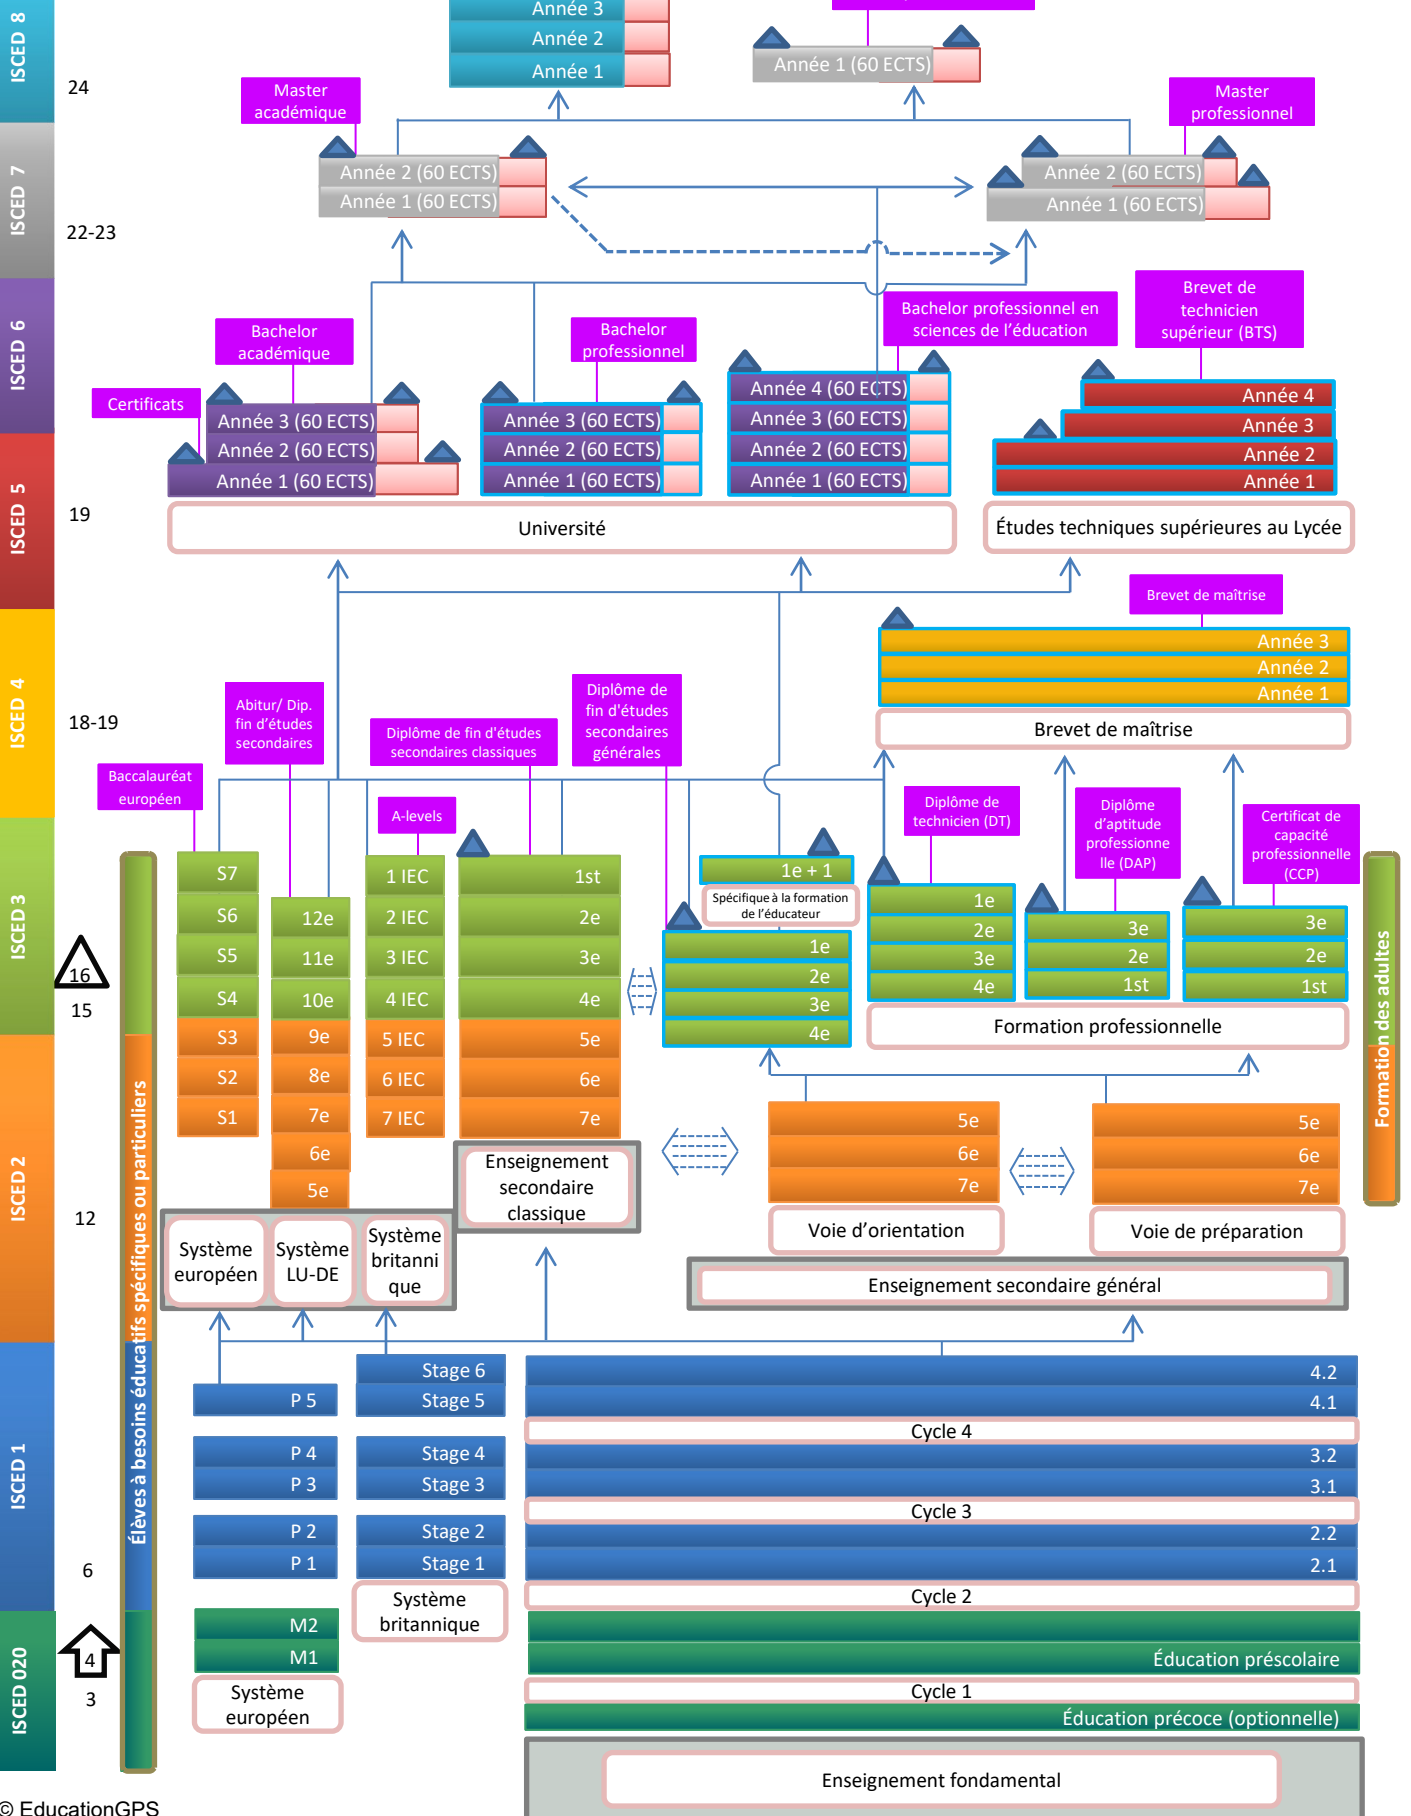 ISCED 8
Année 3
Année 2
Année 1
Année 1 (60 ECTS)
24
Master
académique
Master
professionnel
ISCED 7
Année 2 (60 ECTS)
Année 1 (60 ECTS)
Année 2 (60 ECTS)
Année 1 (60 ECTS)
22-23
ISCED 6
Certificats
Bachelor
académique
Bachelor
professionnel
Bachelor professionnel en
sciences de l'éducation
Brevet de
technicien
supérieur (BTS)
Année 3 (60 ECTS)
Année 2 (60 ECTS)
Année 1 (60 ECTS)
Année 3 (60 ECTS)
Année 2 (60 ECTS)
Année 1 (60 ECTS)
Année 4 (60 ECTS)
Année 3 (60 ECTS)
Année 2 (60 ECTS)
Année 1 (60 ECTS)
Année 4
Année 3
Année 2
Année 1
ISCED 5
19
Université
Études techniques supérieures au Lycée
Brevet de maîtrise
Année 3
Année 2
Année 1
Brevet de maîtrise
ISCED 4
18-19
Baccalauréat
européen
Abitur/ Dip.
fin d'études
secondaires
A-levels
Diplôme de fin d'études
secondaires classiques
Diplôme de
fin d'études
secondaires
générales
Diplôme de
technicien (DT)
Diplôme
d'aptitude
professionne
lle (DAP)
Certificat de
capacité
professionnelle
(CCP)
ISCED 3
16
15
S7
S6
S5
S4
S3
S2
S1
12e
11e
10e
9e
8e
7e
6e
5e
1 IEC
2 IEC
3 IEC
4 IEC
5 IEC
6 IEC
7 IEC
1st
2e
3e
4e
5e
6e
7e
1e + 1
Spécifique à la formation
de l'éducateur
1e
2e
3e
4e
1e
2e
3e
4e
3e
2e
1st
3e
2e
1st
Formation professionnelle
Formation des adultes
ISCED 2
12
Élèves à besoins éducatifs spécifiques ou particuliers
Système
européen
Système
LU-DE
Système
britanni
que
Enseignement
secondaire
classique
5e
6e
7e
Voie d'orientation
5e
6e
7e
Voie de préparation
Enseignement secondaire général
ISCED 1
6
P 5
P 4
P 3
P 2
P 1
Stage 6
Stage 5
Stage 4
Stage 3
Stage 2
Stage 1
Système
britannique
4.2
4.1
Cycle 4
3.2
3.1
Cycle 3
2.2
2.1
Cycle 2
ISCED 020
4
3
M2
M1
Système
européen
Éducation préscolaire
Cycle 1
Éducation précoce (optionnelle)
Enseignement fondamental
© EducationGPS